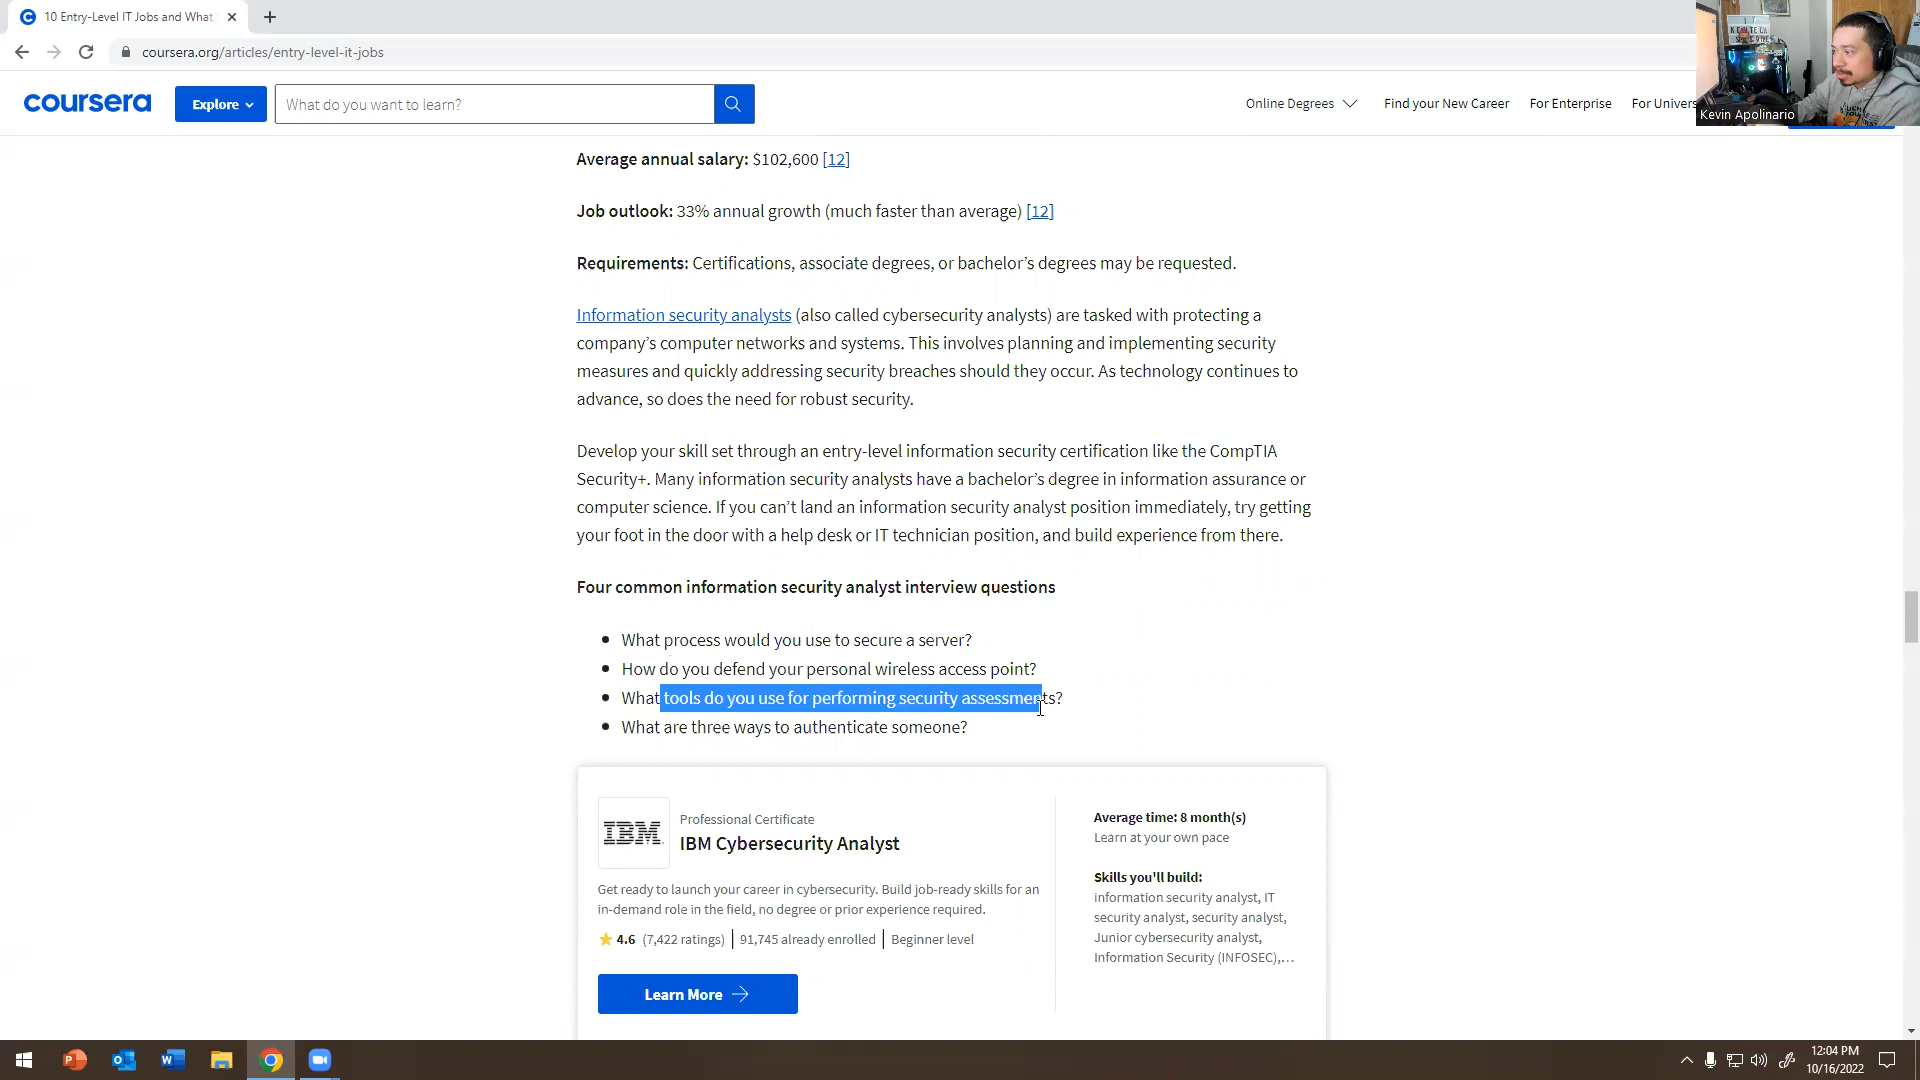 10 Entry-Level IT Jobs and What
coursera.org/articles/entry-level-it-jobs
coursera
Explore
What do you want to learn?
Online Degrees
Find your New Career
For Enterprise
For Univers
Kevin Apolinario
Average annual salary: $102,600 [12]
Job outlook: 33% annual growth (much faster than average) [12]
Requirements: Certifications, associate degrees, or bachelor’s degrees may be requested.
Information security analysts (also called cybersecurity analysts) are tasked with protecting a
company’s computer networks and systems. This involves planning and implementing security
measures and quickly addressing security breaches should they occur. As technology continues to
advance, so does the need for robust security.
Develop your skill set through an entry-level information security certification like the CompTIA
Security+. Many information security analysts have a bachelor’s degree in information assurance or
computer science. If you can’t land an information security analyst position immediately, try getting
your foot in the door with a help desk or IT technician position, and build experience from there.
Four common information security analyst interview questions
What process would you use to secure a server?
How do you defend your personal wireless access point?
What tools do you use for performing security assessments?
What are three ways to authenticate someone?
IBM
Professional Certificate
IBM Cybersecurity Analyst
Get ready to launch your career in cybersecurity. Build job-ready skills for an
in-demand role in the field, no degree or prior experience required.
4.6 (7,422 ratings) | 91,745 already enrolled | Beginner level
Learn More
Average time: 8 month(s)
Learn at your own pace
Skills you'll build:
information security analyst, IT
security analyst, security analyst,
Junior cybersecurity analyst,
Information Security (INFOSEC),...
12:04 PM
10/16/2022